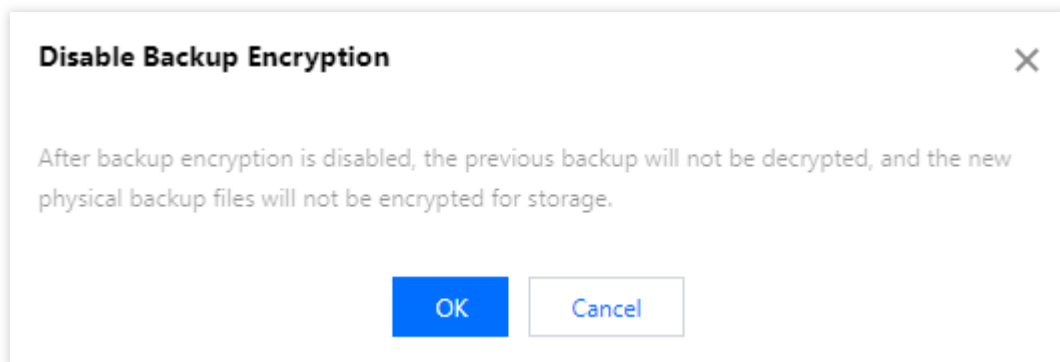 Disable Backup Encryption
After backup encryption is disabled, the previous backup will not be decrypted, and the new
physical backup files will not be encrypted for storage.
OK
Cancel